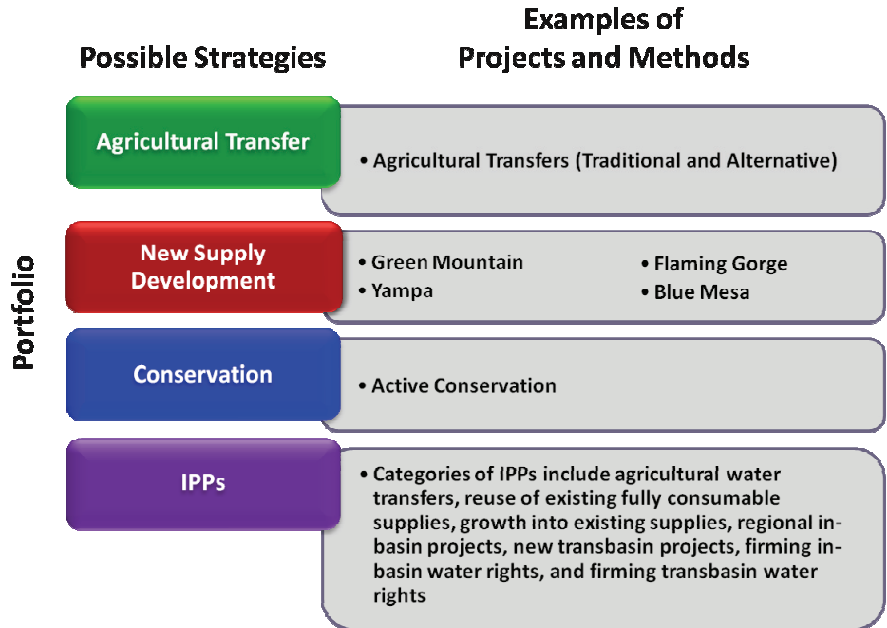 Possible Strategies
Examples of
Projects and Methods
Portfolio
Agricultural Transfer
• Agricultural Transfers (Traditional and Alternative)
New Supply
Development
• Green Mountain
• Yampa
• Flaming Gorge
• Blue Mesa
Conservation
• Active Conservation
IPPs
• Categories of IPPs include agricultural water
transfers, reuse of existing fully consumable
supplies, growth into existing supplies, regional in-
basin projects, new transbasin projects, firming in-
basin water rights, and firming transbasin water
rights